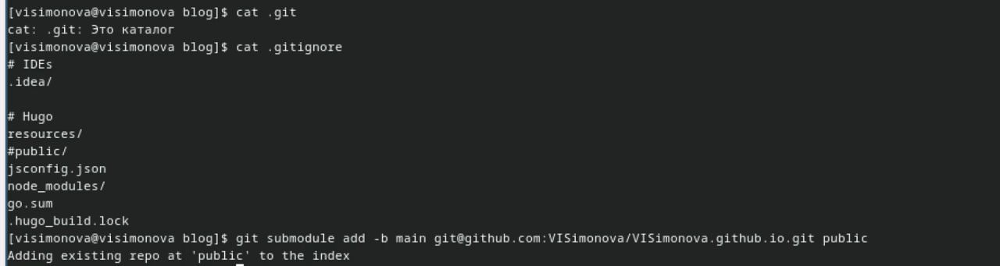 [visimonova@visimonova blog]$ cat .git
cat: .git: Это каталог
[visimonova@visimonova blog]$ cat .gitignore
# IDEs
.idea/
# Hugo
resources/
#public/
jsconfig.json
node_modules/
go.sum
.hugo_build.lock
[visimonova@visimonova blog]$ git submodule add -b main git@github.com:VISimonova/VISimonova.github.io.git public
Adding existing repo at 'public' to the index